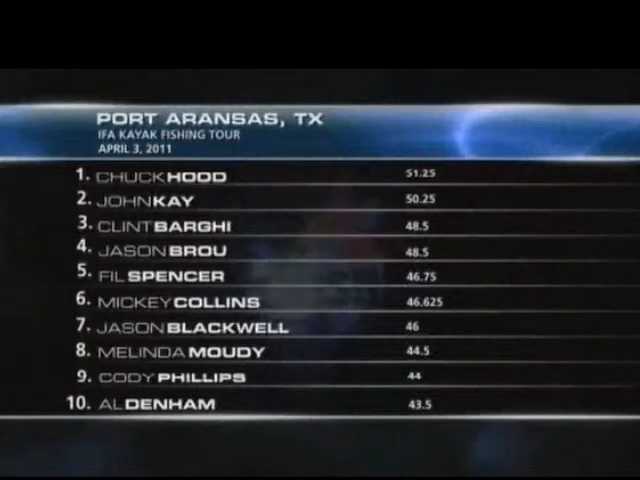 PORT ARANSAS, TX
IFA KAYAK FISHING TOUR
APRIL 3, 2011
1. CHUCK HOOD 51.25
2. JOHN KAY 50.25
3. CLINT BARGHI 48.5
4. JASON BROU 48.5
5. FIL SPENCER 46.75
6. MICKEY COLLINS 46.625
7. JASON BLACKWELL 46
8. MELINDA MOUDY 44.5
9. CODY PHILLIPS 44
10. AL DENHAM 43.5